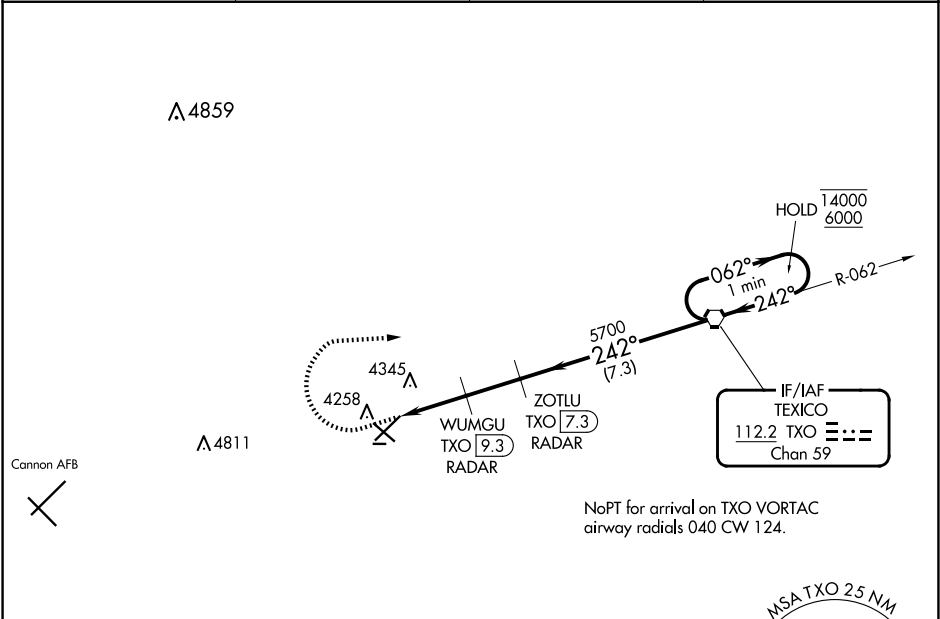 4859
HOLD 14000
6000
062°
1 min
242°
R-062
5700
242°
(7.3)
4345
4258
4811
WUMGU
TXO 9.3
RADAR
ZOTLU
TXO 7.3
RADAR
IF/IAF
TEXICO
112.2 TXO
Chan 59
Cannon AFB
NoPT for arrival on TXO VORTAC
airway radials 040 CW 124.
MSA TXO 25 NM